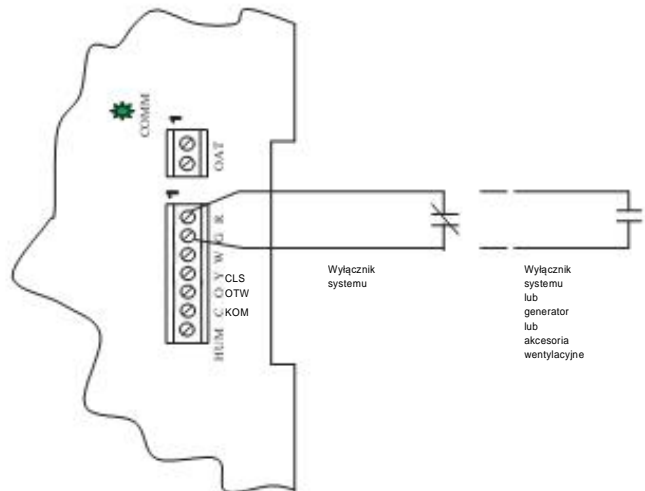 COMM
1
OAT
1
R
G
W
Y CLS
O OTW
C KOM
HUM
Wyłącznik
systemu
Wyłącznik
systemu
lub
generator
lub
akcesoria
wentylacyjne